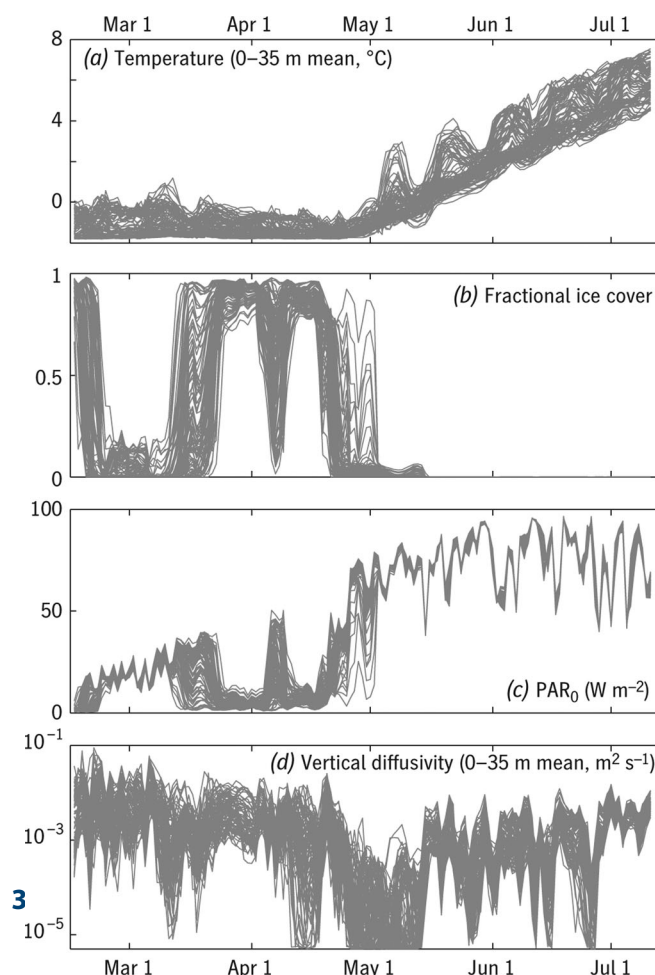 Mar 1 Apr 1 May 1 Jun 1 Jul 1
8
(a) Temperature (0–35 m mean, °C)
4
0
1
(b) Fractional ice cover
0.5
0
100
50
(c) PAR₀ (W m⁻²)
0
10⁻¹
(d) Vertical diffusivity (0–35 m mean, m² s⁻¹)
10⁻³
3
10⁻⁵
Mar 1 Apr 1 May 1 Jun 1 Jul 1